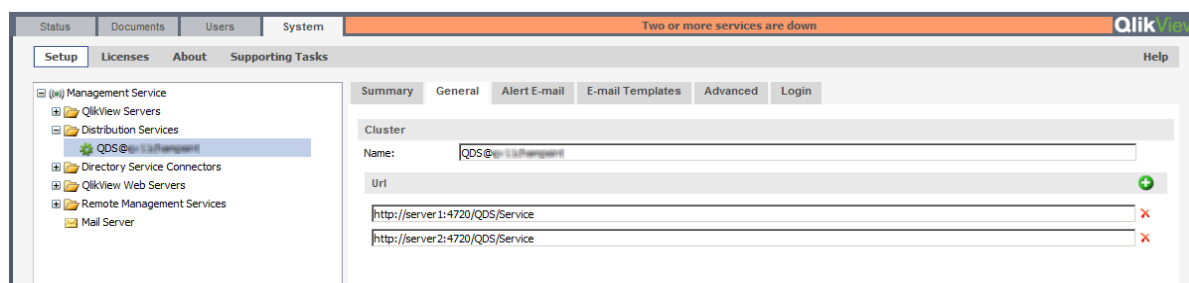 Status Documents Users System Two or more services are down QlikView
Setup Licenses About Supporting Tasks Help
Management Service
QlikView Servers
Distribution Services
QDS@
Directory Service Connectors
QlikView Web Servers
Remote Management Services
Mail Server
Summary General Alert E-mail E-mail Templates Advanced Login
Cluster
Name: QDS@
Url
http://server1:4720/QDS/Service
http://server2:4720/QDS/Service